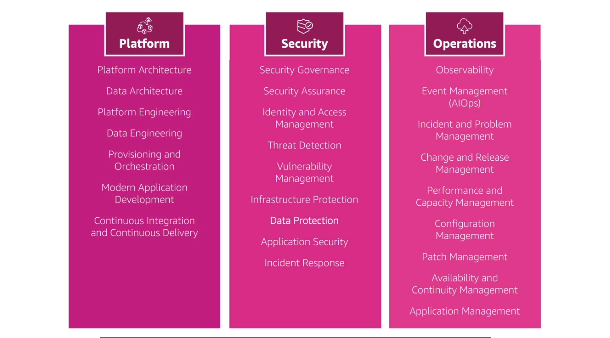 Platform
Platform Architecture
Data Architecture
Platform Engineering
Data Engineering
Provisioning and
Orchestration
Modern Application
Development
Continuous Integration
and Continuous Delivery
Security
Security Governance
Security Assurance
Identity and Access
Management
Threat Detection
Vulnerability
Management
Infrastructure Protection
Data Protection
Application Security
Incident Response
Operations
Observability
Event Management
(AIOps)
Incident and Problem
Management
Change and Release
Management
Performance and
Capacity Management
Configuration
Management
Patch Management
Availability and
Continuity Management
Application Management